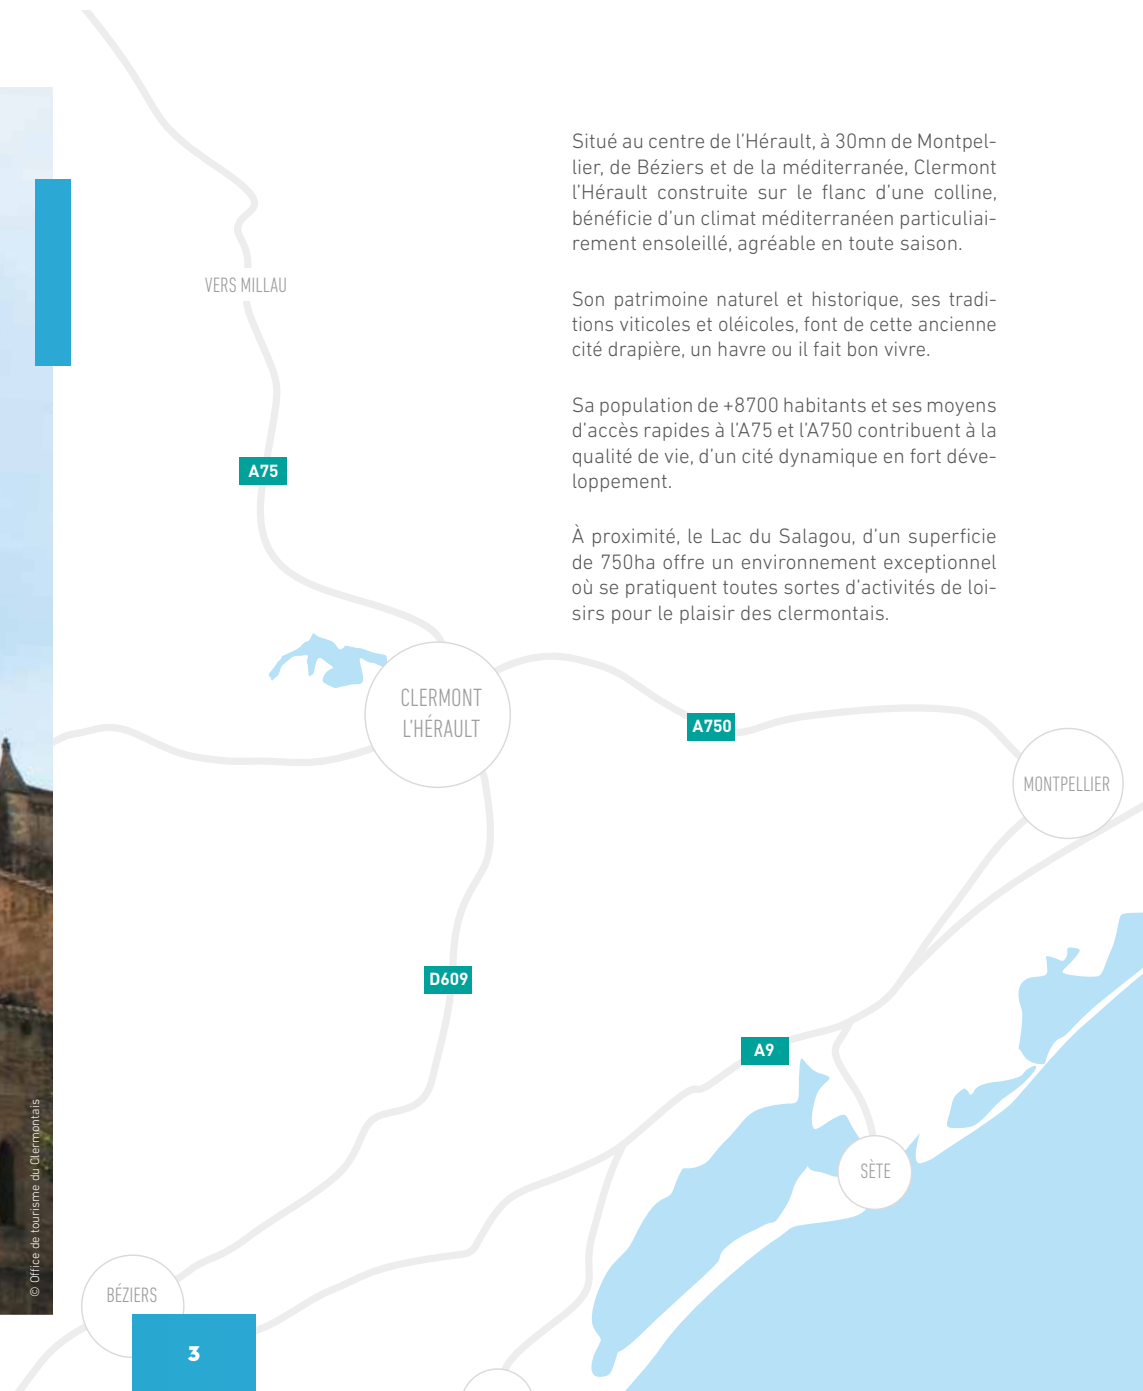 Situé au centre de l'Hérault, à 30mn de Montpel-
lier, de Béziers et de la méditerranée, Clermont
l'Hérault construite sur le flanc d'une colline,
bénéficie d'un climat méditerranéen particuliai-
rement ensoleillé, agréable en toute saison.
Son patrimoine naturel et historique, ses tradi-
tions viticoles et oléicoles, font de cette ancienne
cité drapière, un havre ou il fait bon vivre.
Sa population de +8700 habitants et ses moyens
d'accès rapides à l'A75 et l'A750 contribuent à la
qualité de vie, d'un cité dynamique en fort déve-
loppement.
À proximité, le Lac du Salagou, d'un superficie
de 750ha offre un environnement exceptionnel
où se pratiquent toutes sortes d'activités de loi-
sirs pour le plaisir des clermontais.
VERS MILLAU
A75
CLERMONT
L'HÉRAULT
A750
MONTPELLIER
D609
A9
SÈTE
BÉZIERS
© Office de tourisme du Clermontais
3